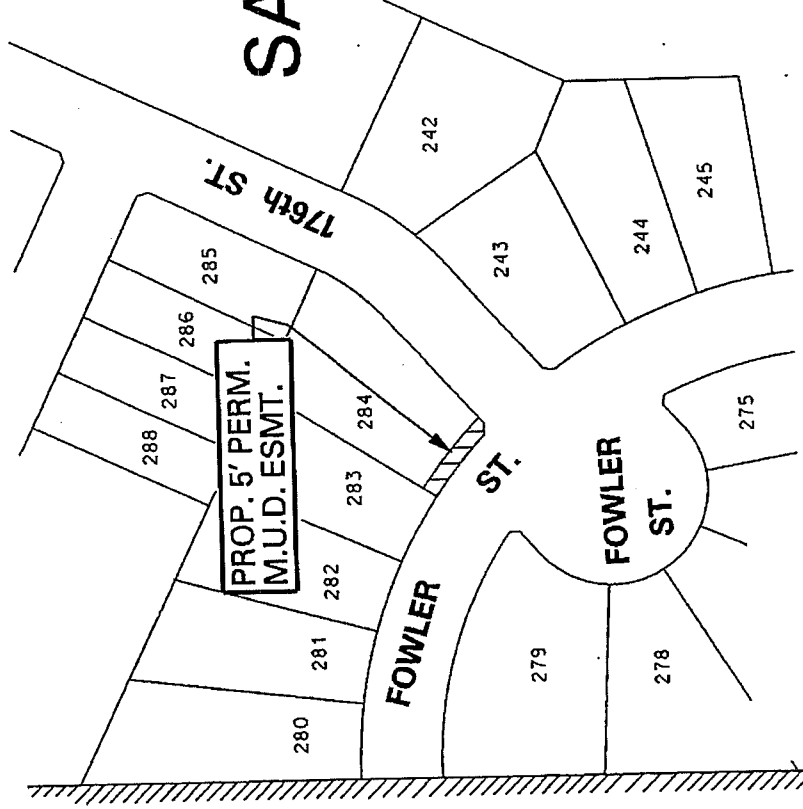 SA
176th ST.
242
243
244
245
285
286
287
288
PROP. 5' PERM.
M.U.D. ESMT.
284
283
282
281
280
FOWLER
ST.
FOWLER
ST.
275
279
278